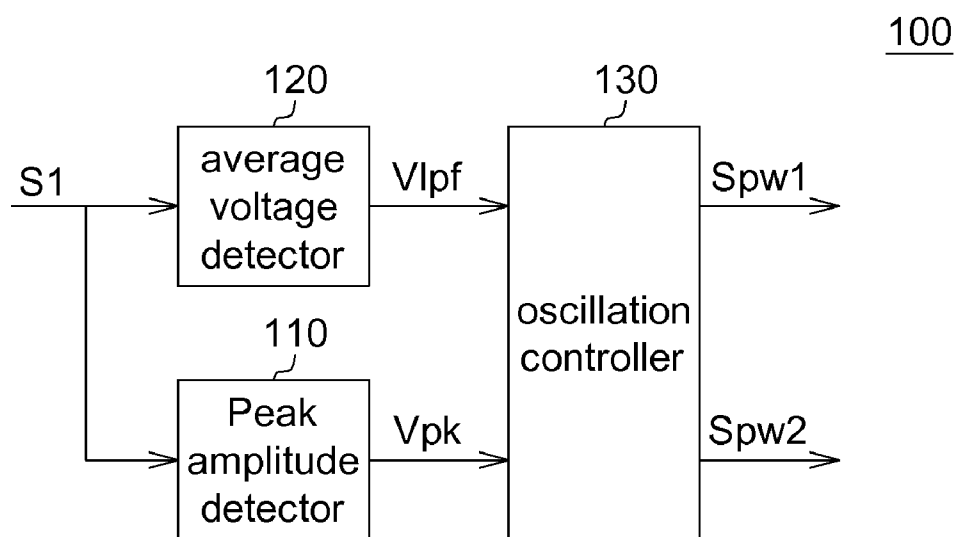 100
120
130
S1
average
voltage
detector
Vlpf
Spw1
oscillation
controller
110
Peak
amplitude
detector
Vpk
Spw2